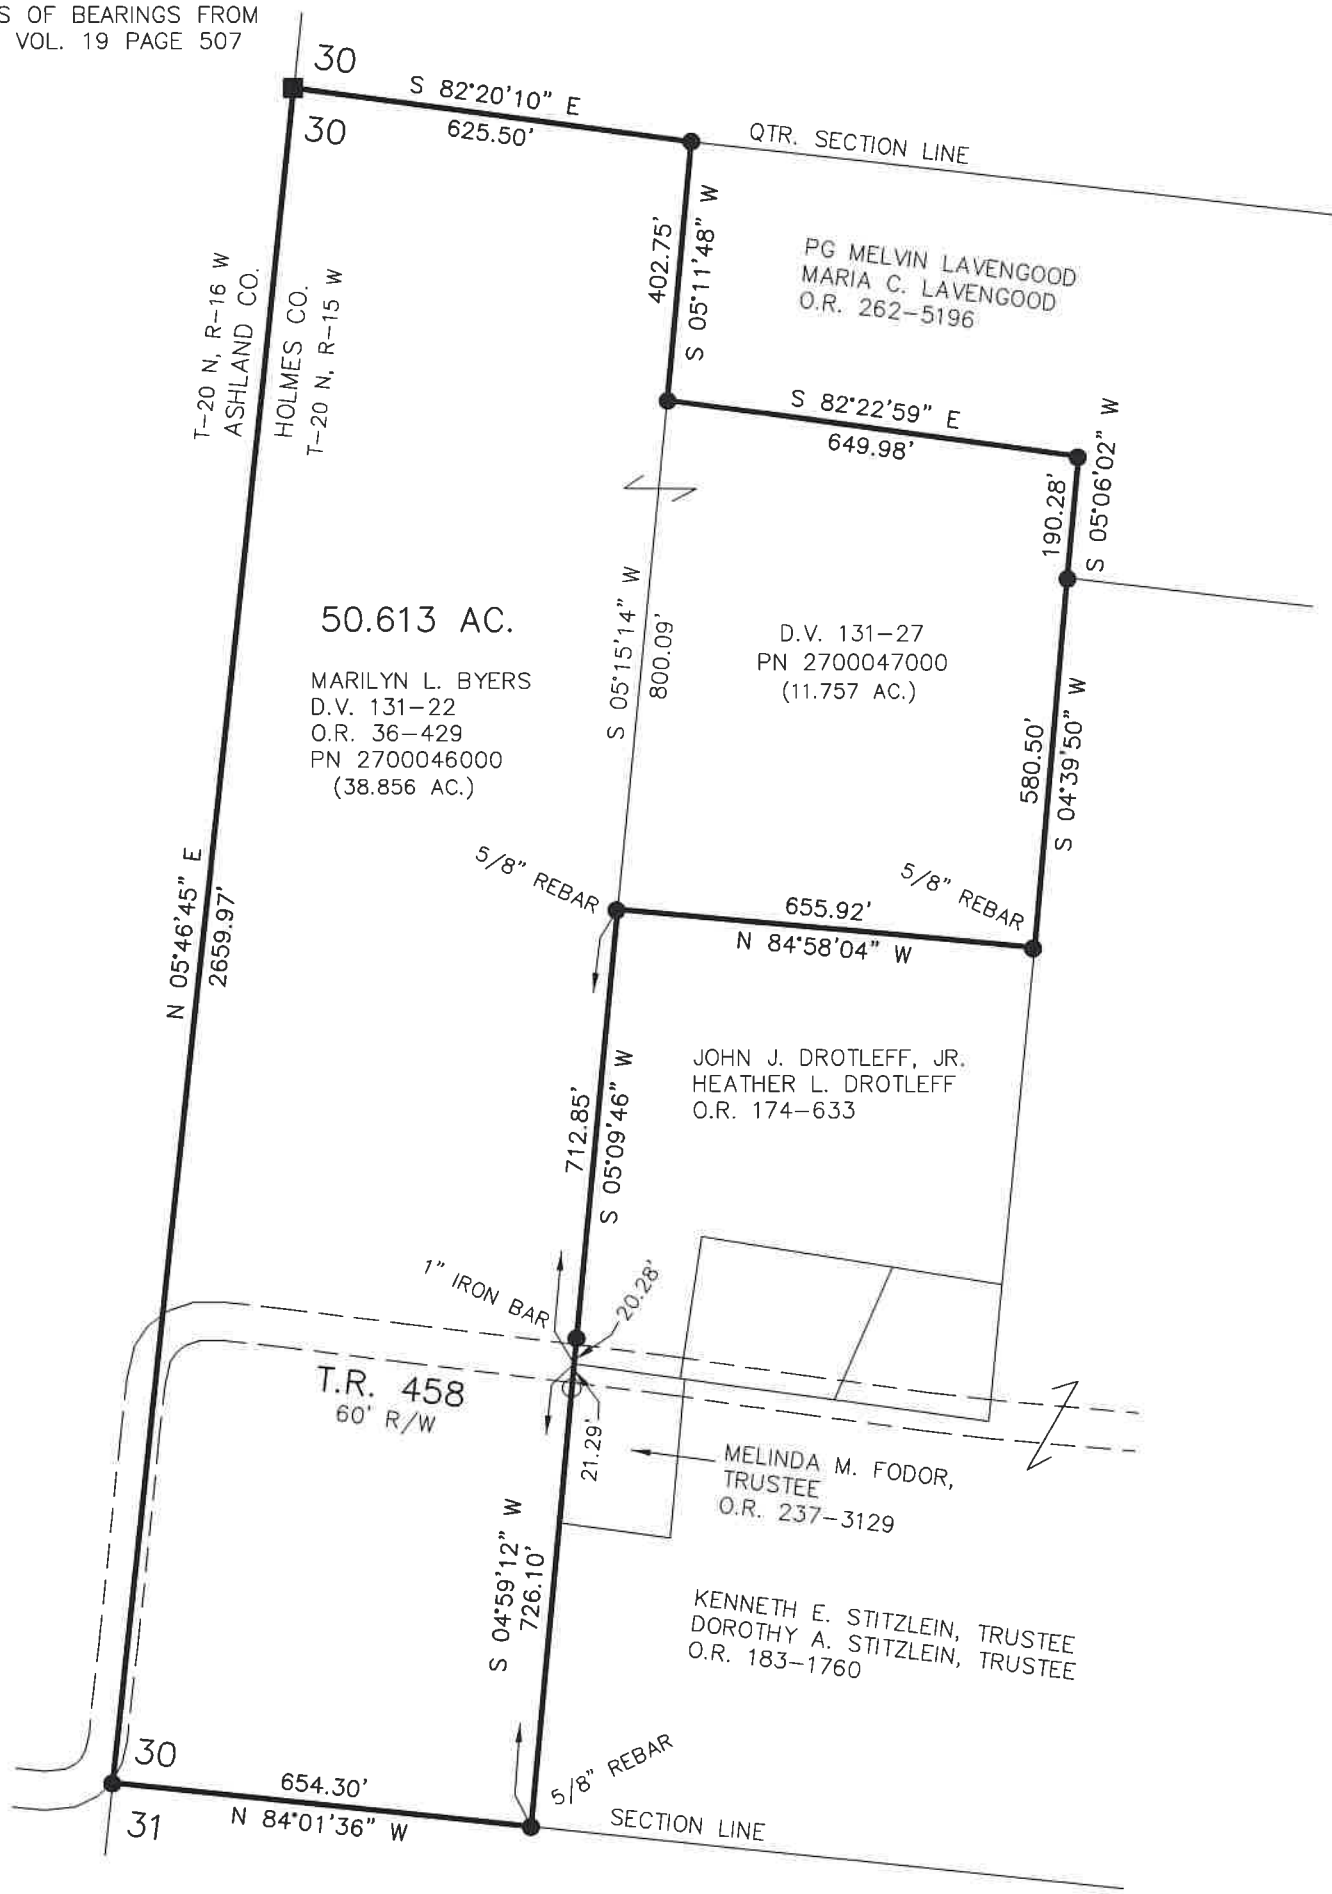 S OF BEARINGS FROM
VOL. 19 PAGE 507
30
S 82°20'10" E
625.50'
30
QTR. SECTION LINE
402.75'
S 05°11'48" W
PG MELVIN LAVENGOOD
MARIA C. LAVENGOOD
O.R. 262-5196
T-20 N, R-16 W
ASHLAND CO.
HOLMES CO.
T-20 N, R-15 W
S 82°22'59" E
649.98'
190.28'
S 05°06'02" W
50.613 AC.
MARILYN L. BYERS
D.V. 131-22
O.R. 36-429
PN 2700046000
(38.856 AC.)
S 05°15'14" W
800.09'
D.V. 131-27
PN 2700047000
(11.757 AC.)
580.50'
S 04°39'50" W
N 05°46'45" E
2659.97'
5/8" REBAR
5/8" REBAR
655.92'
N 84°58'04" W
712.85'
S 05°09'46" W
JOHN J. DROTLEFF, JR.
HEATHER L. DROTLEFF
O.R. 174-633
1" IRON BAR
20.28'
T.R. 458
60' R/W
21.29'
MELINDA M. FODOR,
TRUSTEE
O.R. 237-3129
S 04°59'12" W
726.10'
KENNETH E. STITZLEIN, TRUSTEE
DOROTHY A. STITZLEIN, TRUSTEE
O.R. 183-1760
30
654.30'
N 84°01'36" W
31
5/8" REBAR
SECTION LINE